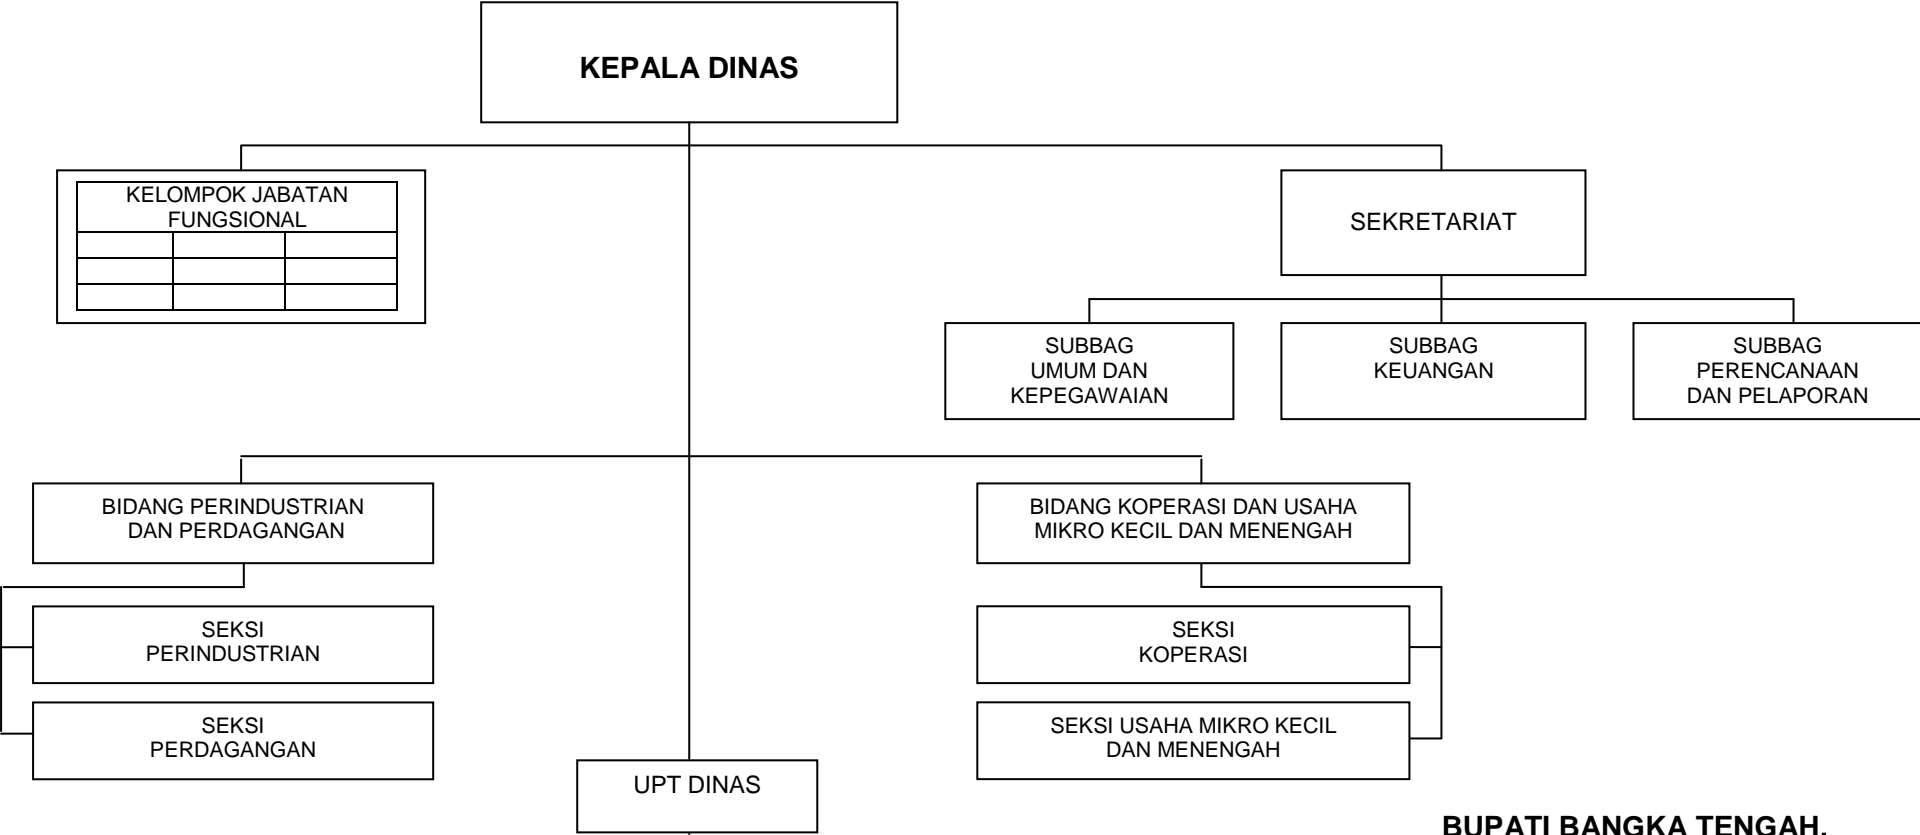 KEPALA DINAS
KELOMPOK JABATAN
FUNGSIONAL
SEKRETARIAT
SUBBAG
UMUM DAN
KEPEGAWAIAN
SUBBAG
KEUANGAN
SUBBAG
PERENCANAAN
DAN PELAPORAN
BIDANG PERINDUSTRIAN
DAN PERDAGANGAN
BIDANG KOPERASI DAN USAHA
MIKRO KECIL DAN MENENGAH
SEKSI
PERINDUSTRIAN
SEKSI
KOPERASI
SEKSI
PERDAGANGAN
SEKSI USAHA MIKRO KECIL
DAN MENENGAH
UPT DINAS
BUPATI BANGKA TENGAH,